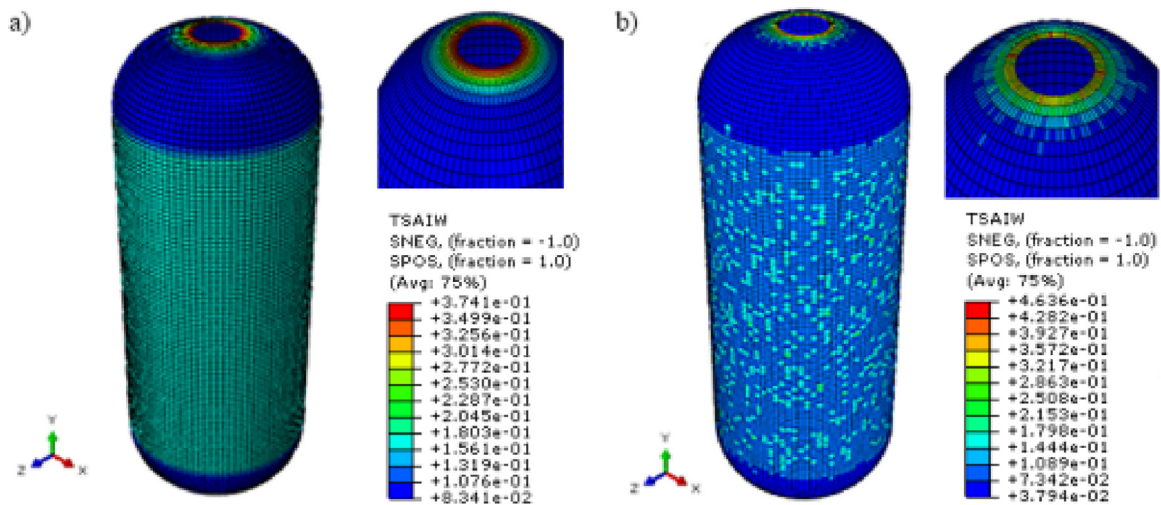 a)
TSAIW
SNEG, (fraction = -1.0)
SPOS, (fraction = 1.0)
(Avg: 75%)
+3.741e-01
+3.499e-01
+3.256e-01
+3.014e-01
+2.772e-01
+2.530e-01
+2.287e-01
+2.045e-01
+1.803e-01
+1.561e-01
+1.319e-01
+1.076e-01
+8.341e-02
Y
Z
X
b)
TSAIW
SNEG, (fraction = -1.0)
SPOS, (fraction = 1.0)
(Avg: 75%)
+4.636e-01
+4.282e-01
+3.927e-01
+3.572e-01
+3.217e-01
+2.863e-01
+2.508e-01
+2.153e-01
+1.798e-01
+1.444e-01
+1.089e-01
+7.342e-02
+3.794e-02
Y
Z
X